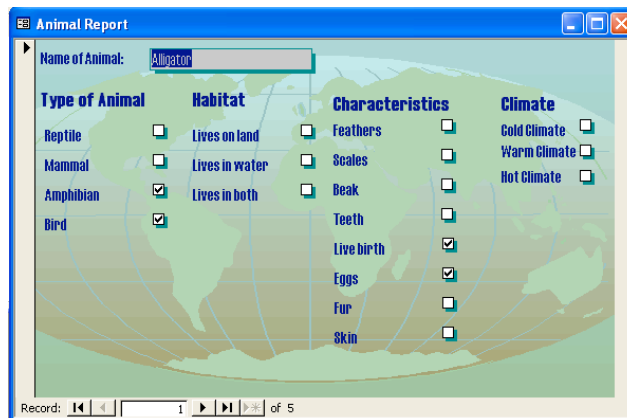 Animal Report
Name of Animal: Alligator
Type of Animal Habitat Characteristics Climate
Reptile Lives on land Feathers Cold Climate
Mammal Lives in water Scales Warm Climate
Amphibian Lives in both Beak Hot Climate
Bird Teeth
Live birth
Eggs
Fur
Skin
Record: 1 of 5